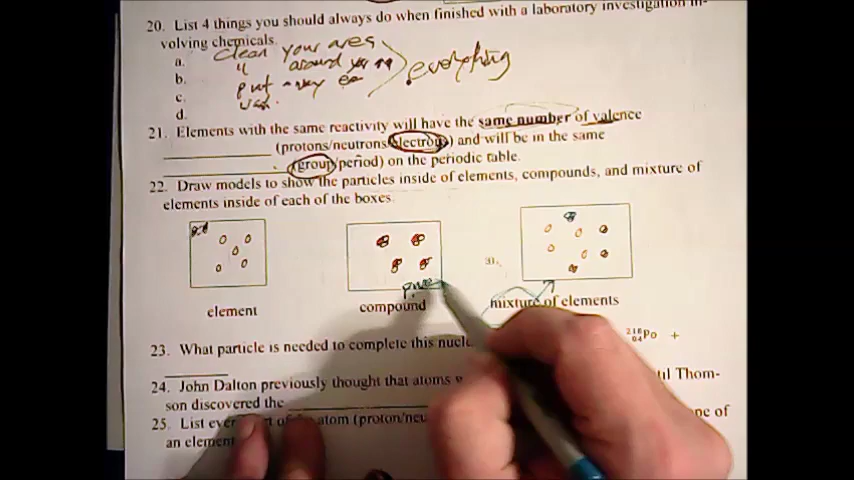 20. List 4 things you should always do when finished with a laboratory investigation in-
volving chemicals.
a. Clean your area
b. " around
c. put away
d.
everything
21. Elements with the same reactivity will have the same number of valence
(protons/neutrons/electrons) and will be in the same
(group/period) on the periodic table.
22. Draw models to show the particles inside of elements, compounds, and mixture of
elements inside of each of the boxes.
element compound mixture of elements
23. What particle is needed to complete this 218 84 Po +
24. John Dalton previously thought that atoms Thom-
son discovered the
25. List of the atom (proton/ of
an element